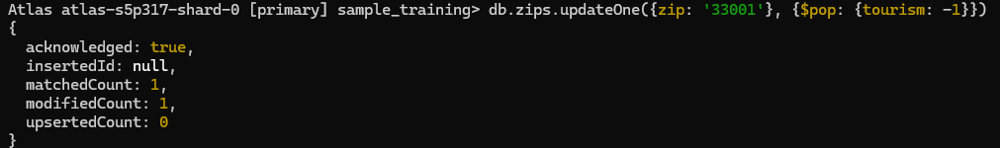 Atlas atlas-s5p317-shard-0 [primary] sample_training> db.zips.updateOne({zip: '33001'}, {$pop: {tourism: -1}})
{
  acknowledged: true,
  insertedId: null,
  matchedCount: 1,
  modifiedCount: 1,
  upsertedCount: 0
}